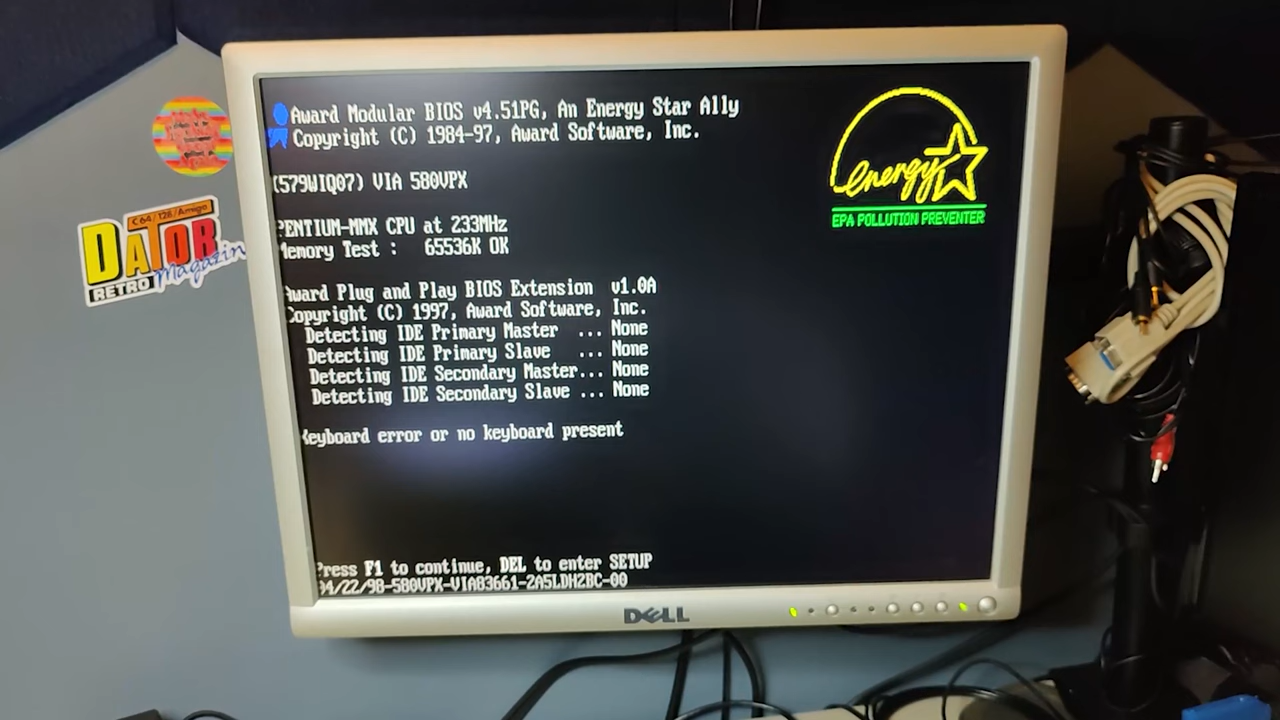 Award Modular BIOS v4.51PG, An Energy Star Ally
Copyright (C) 1984-97, Award Software, Inc.
energy
EPA POLLUTION PREVENTER
(579WIQ07) VIA 580VPX
PENTIUM-MMX CPU at 233MHz
Memory Test : 65536K OK
Award Plug and Play BIOS Extension v1.0A
Copyright (C) 1997, Award Software, Inc.
Detecting IDE Primary Master ... None
Detecting IDE Primary Slave ... None
Detecting IDE Secondary Master... None
Detecting IDE Secondary Slave ... None
Keyboard error or no keyboard present
Press F1 to continue, DEL to enter SETUP
04/22/98-580VPX-VIA83661-2A5LDH2BC-00
DELL
C64/128/Amiga
DATOR
Magazin
RETRO